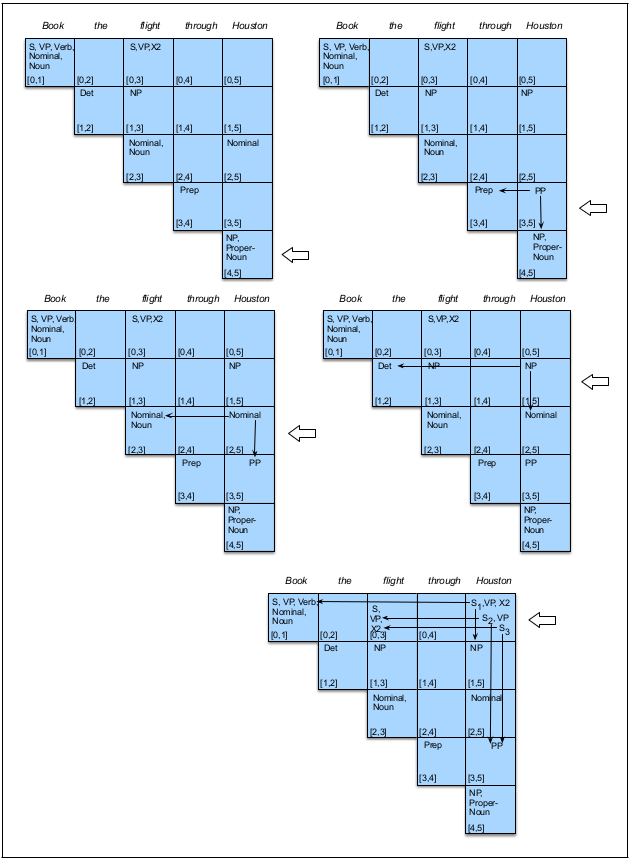 Book the flight through Houston
S, VP, Verb, Nominal, Noun [0,1]
[0,2]
S,VP,X2 [0,3]
[0,4]
[0,5]
Det [1,2]
NP [1,3]
[1,4]
[1,5]
Nominal, Noun [2,3]
[2,4]
Nominal [2,5]
Prep [3,4]
[3,5]
NP, Proper-Noun [4,5]
Book the flight through Houston
S, VP, Verb, Nominal, Noun [0,1]
[0,2]
S,VP,X2 [0,3]
[0,4]
[0,5]
Det [1,2]
NP [1,3]
[1,4]
NP [1,5]
Nominal, Noun [2,3]
[2,4]
[2,5]
Prep [3,4]
PP [3,5]
NP, Proper-Noun [4,5]
Book the flight through Houston
S, VP, Verb, Nominal, Noun [0,1]
[0,2]
S,VP,X2 [0,3]
[0,4]
[0,5]
Det [1,2]
NP [1,3]
[1,4]
NP [1,5]
Nominal, Noun [2,3]
[2,4]
Nominal [2,5]
Prep [3,4]
PP [3,5]
NP, Proper-Noun [4,5]
Book the flight through Houston
S, VP, Verb, Nominal, Noun [0,1]
[0,2]
S,VP,X2 [0,3]
[0,4]
[0,5]
Det [1,2]
NP [1,3]
[1,4]
NP [1,5]
Nominal, Noun [2,3]
[2,4]
Nominal [2,5]
Prep [3,4]
PP [3,5]
NP, Proper-Noun [4,5]
Book the flight through Houston
S, VP, Verb, Nominal, Noun [0,1]
[0,2]
S, VP, X2 [0,3]
[0,4]
S1,VP, X2
S2, VP
S3
Det [1,2]
NP [1,3]
[1,4]
NP [1,5]
Nominal, Noun [2,3]
[2,4]
Nominal [2,5]
Prep [3,4]
PP [3,5]
NP, Proper-Noun [4,5]